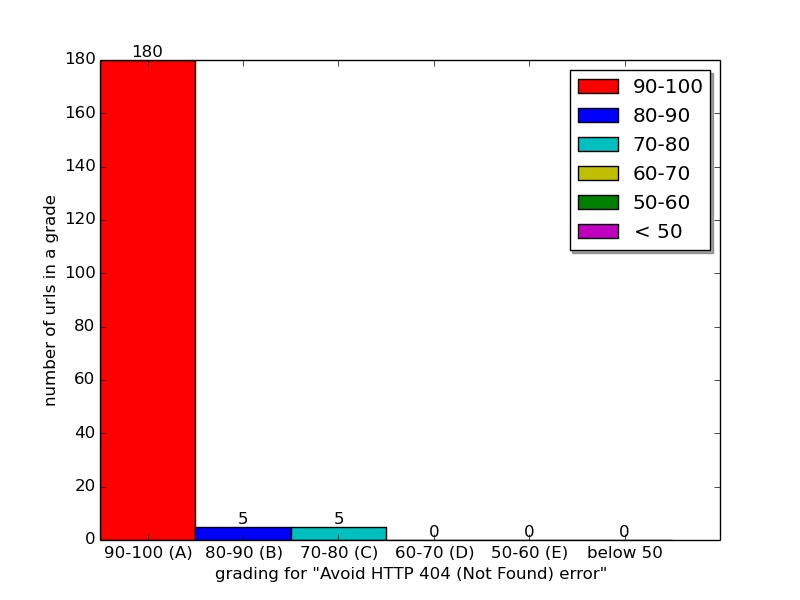 180
180
160
140
120
100
80
60
40
20
0
number of urls in a grade
5
5
0
0
0
90-100 (A)
80-90 (B)
70-80 (C)
60-70 (D)
50-60 (E)
below 50
grading for "Avoid HTTP 404 (Not Found) error"
90-100
80-90
70-80
60-70
50-60
< 50